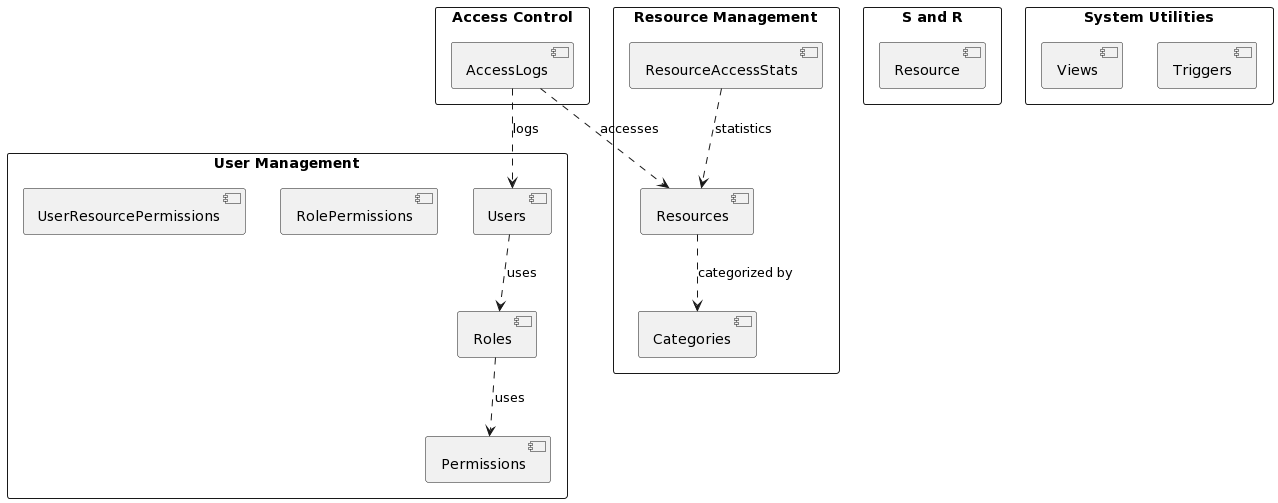 Access Control
Resource Management
S and R
System Utilities
AccessLogs
ResourceAccessStats
Resource
Views
Triggers
logs
accesses
statistics
User Management
UserResourcePermissions
RolePermissions
Users
Resources
uses
categorized by
Roles
Categories
uses
Permissions